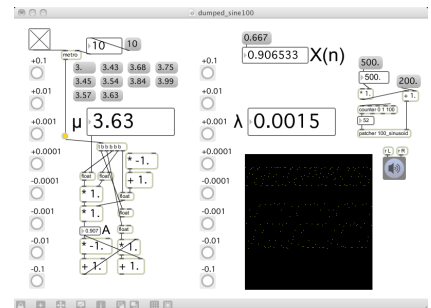 dumped_sine100
metro
10
10
0.667
0.906533
X(n)
500.
+0.1
3. 3.43 3.68 3.75
+0.1
500.
200.
3.45 3.54 3.84 3.99
* 1.
+ 1.
+0.01
3.57 3.63
+0.01
counter 0 1 100
+0.001
μ 3.63
+0.001
λ 0.0015
52
patcher 100_sinusoid
t b b b b b
r L
r R
+0.0001
* -1.
+0.0001
float
float
+ 1.
-0.0001
* 1.
float
-0.0001
-0.001
* 1.
float
-0.001
0.907
A
float
-0.01
* -1.
* 1.
-0.01
-0.1
+ 1.
+ 1.
-0.1